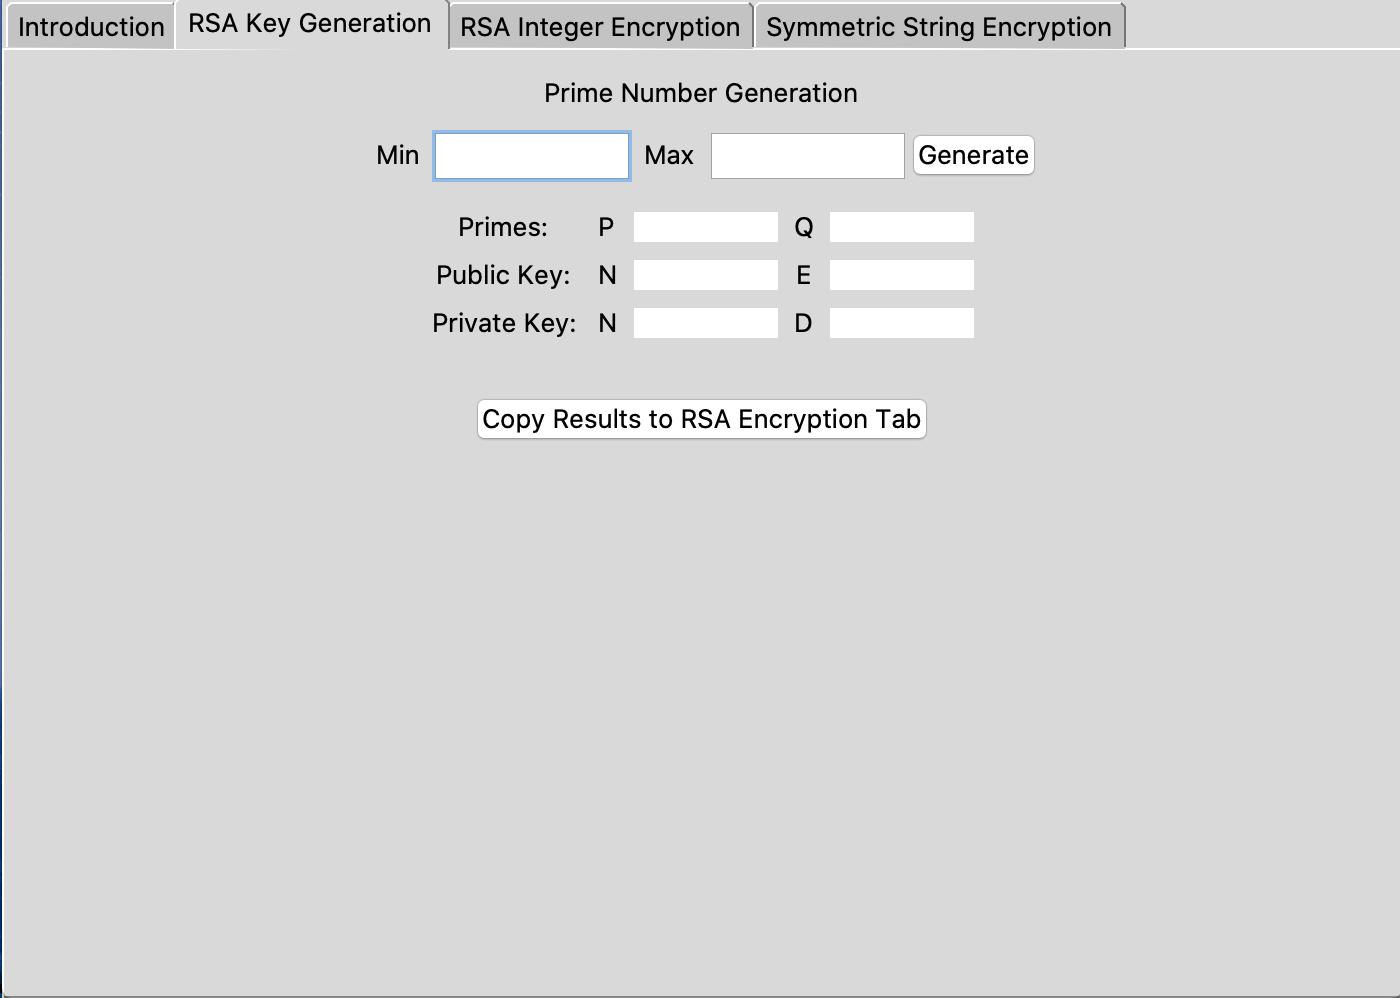 Introduction RSA Key Generation RSA Integer Encryption Symmetric String Encryption
Prime Number Generation
Min Max Generate
Primes: P Q
Public Key: N E
Private Key: N D
Copy Results to RSA Encryption Tab